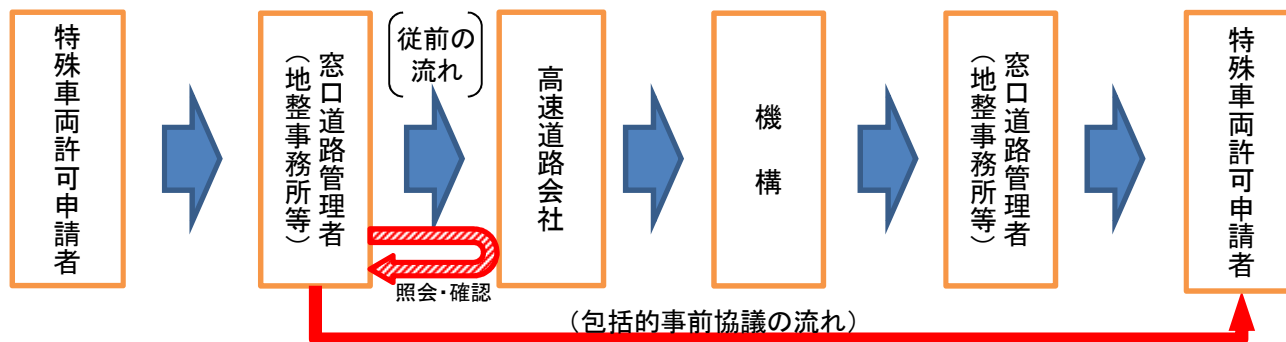 特殊車両許可申請者
窓口道路管理者
（地整事務所等）
従前の
流れ
高速道路会社
機構
窓口道路管理者
（地整事務所等）
特殊車両許可申請者
照会・確認
（包括的事前協議の流れ）